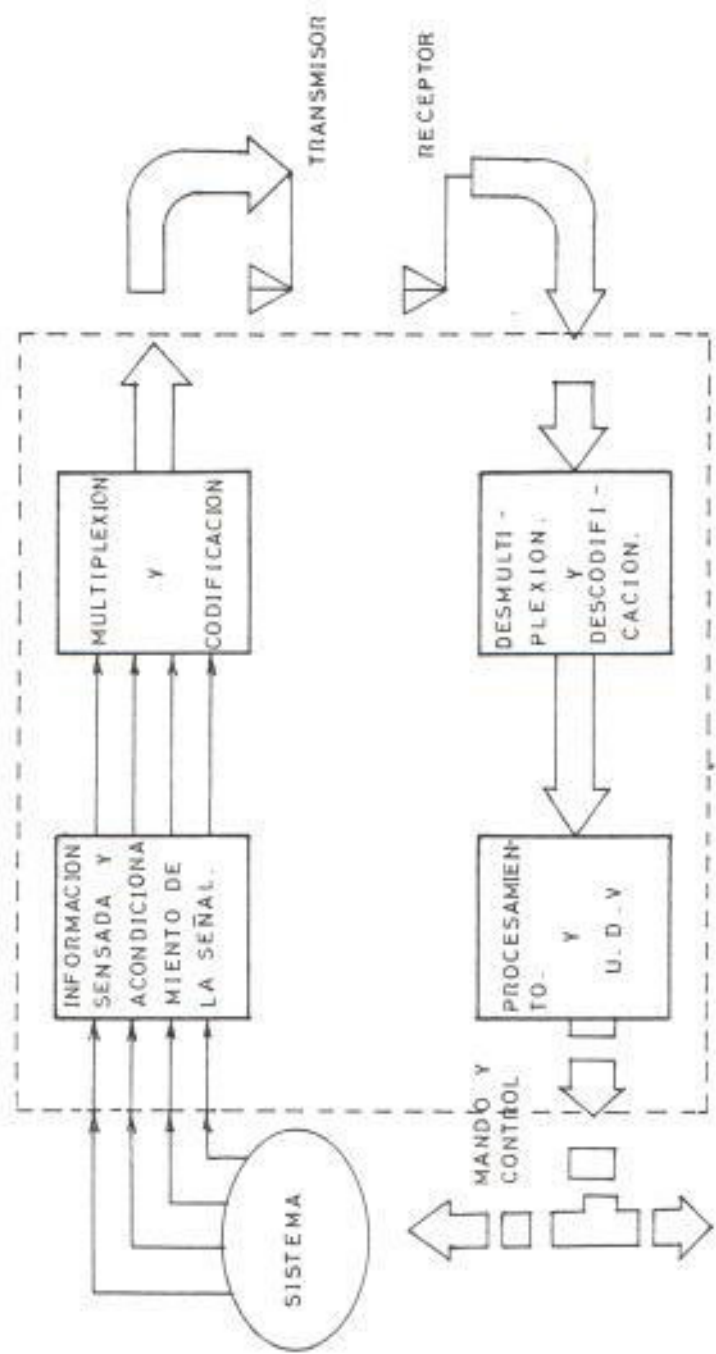 SISTEMA
INFORMACION
SENSADA Y
ACONDICIONA
MIENTO DE
LA SEÑAL.
MULTIPLEXION
Y
CODIFICACION
TRANSMISOR
RECEPTOR
DESMULTI-
PLEXION.
Y
DESCODIFI-
CACION.
PROCESAMIEN-
TO.
Y
U.D.V
MANDO Y
CONTROL